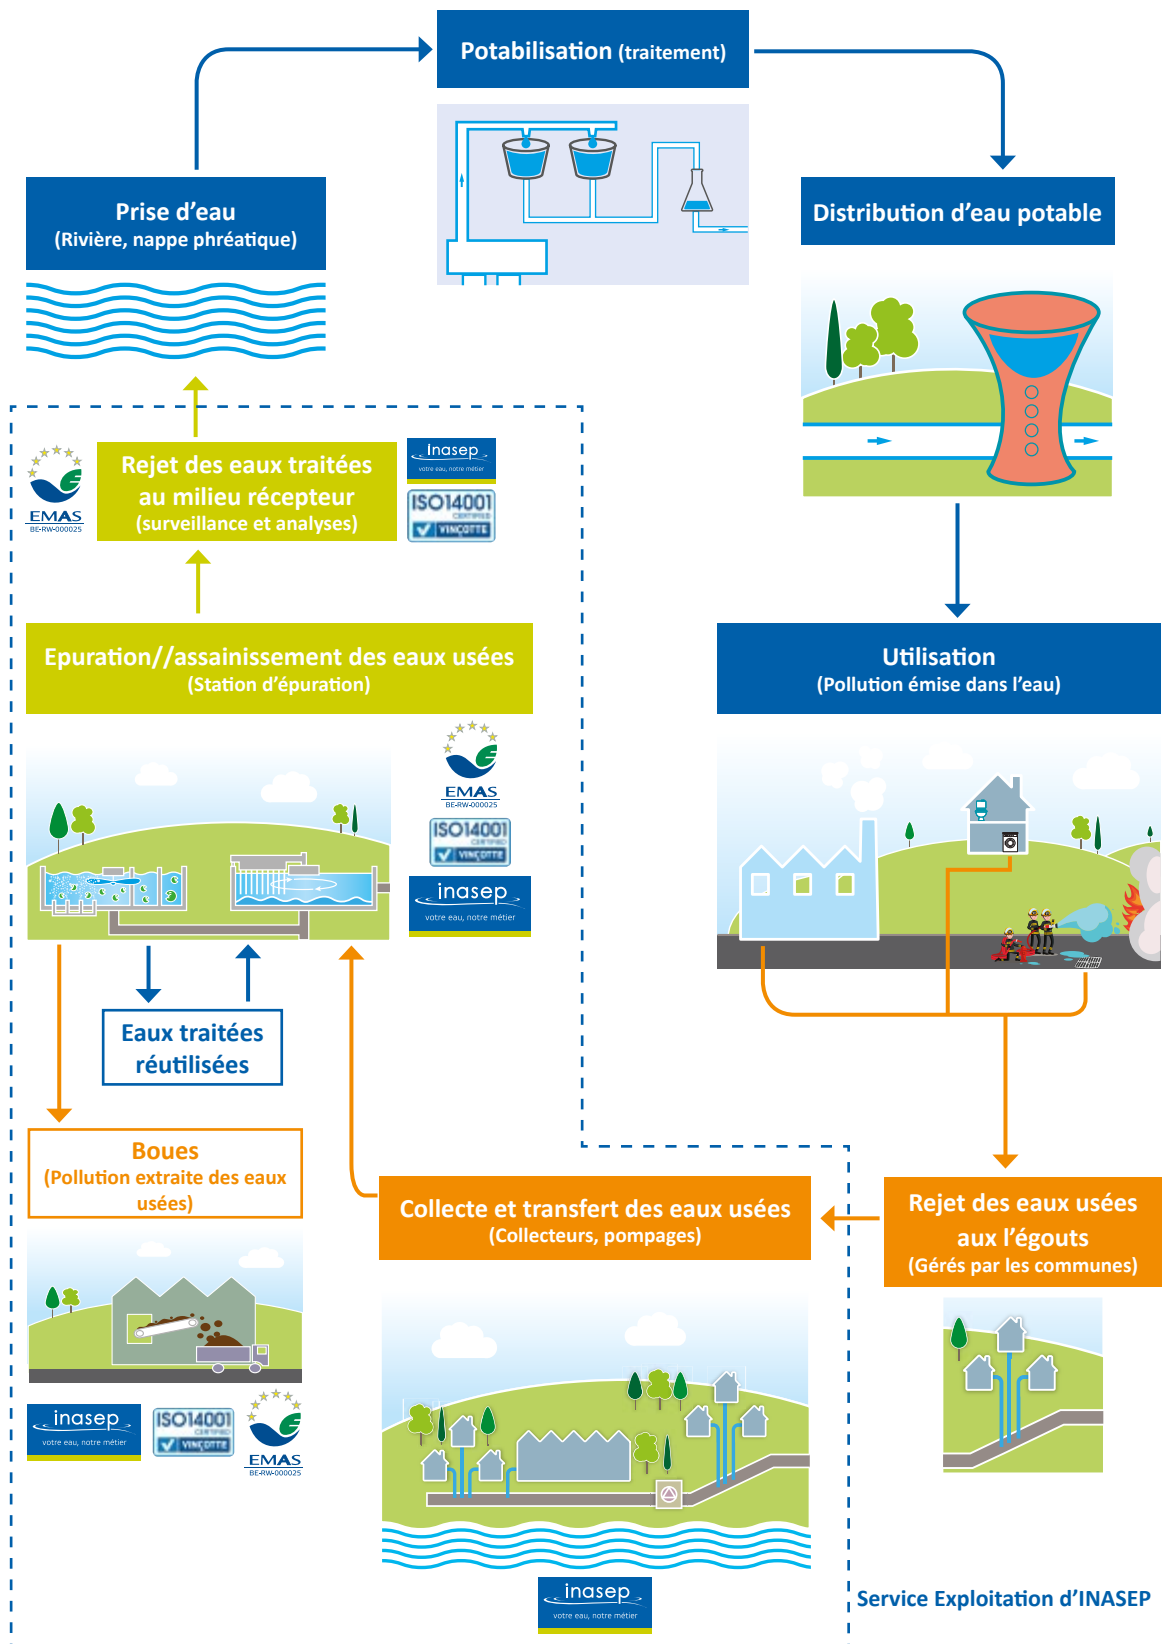 Potabilisation (traitement)
Prise d’eau
(Rivière, nappe phréatique)
Distribution d’eau potable
Rejet des eaux traitées
au milieu récepteur
(surveillance et analyses)
EMAS
BE-RW-000025
inasep
votre eau, notre métier
ISO14001
CERTIFIED
VINÇOTTE
Epuration//assainissement des eaux usées
(Station d’épuration)
Utilisation
(Pollution émise dans l’eau)
EMAS
BE-RW-000025
ISO14001
CERTIFIED
VINÇOTTE
inasep
votre eau, notre métier
Eaux traitées
réutilisées
Boues
(Pollution extraite des eaux
usées)
Collecte et transfert des eaux usées
(Collecteurs, pompages)
Rejet des eaux usées
aux l’égouts
(Gérés par les communes)
inasep
votre eau, notre métier
ISO14001
CERTIFIED
VINÇOTTE
EMAS
BE-RW-000025
inasep
votre eau, notre métier
Service Exploitation d’INASEP